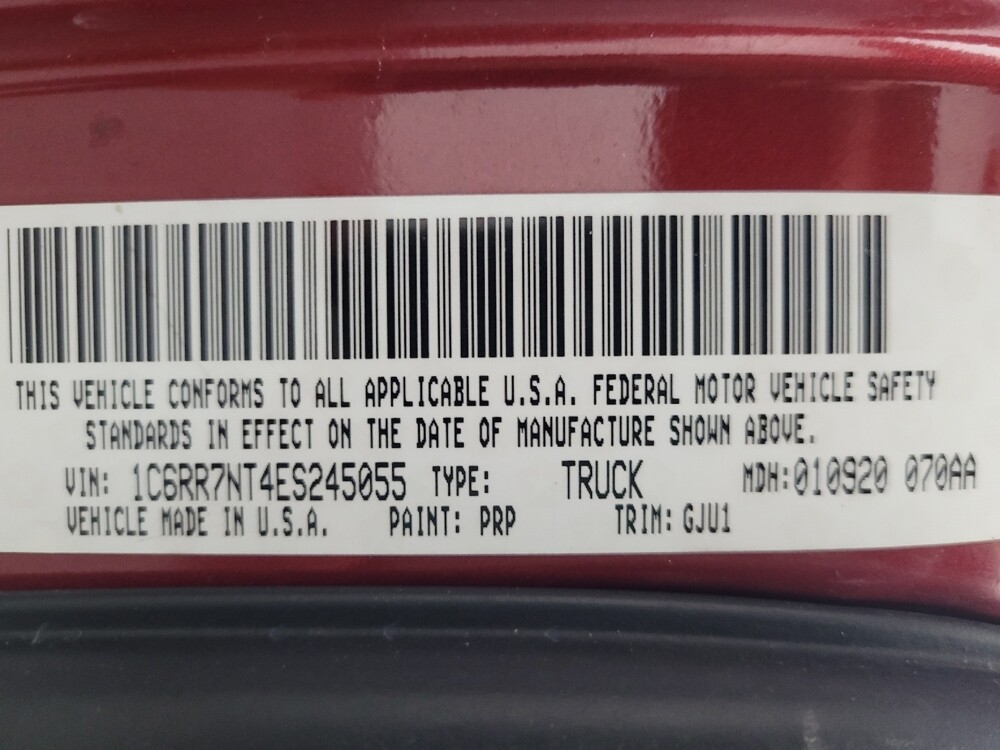 THIS VEHICLE CONFORMS TO ALL APPLICABLE U.S.A. FEDERAL MOTOR VEHICLE SAFETY
STANDARDS IN EFFECT ON THE DATE OF MANUFACTURE SHOWN ABOVE.
VIN: 1C6RR7NT4ES245055 TYPE: TRUCK MDH:010920 070AA
VEHICLE MADE IN U.S.A. PAINT: PRP TRIM: GJU1